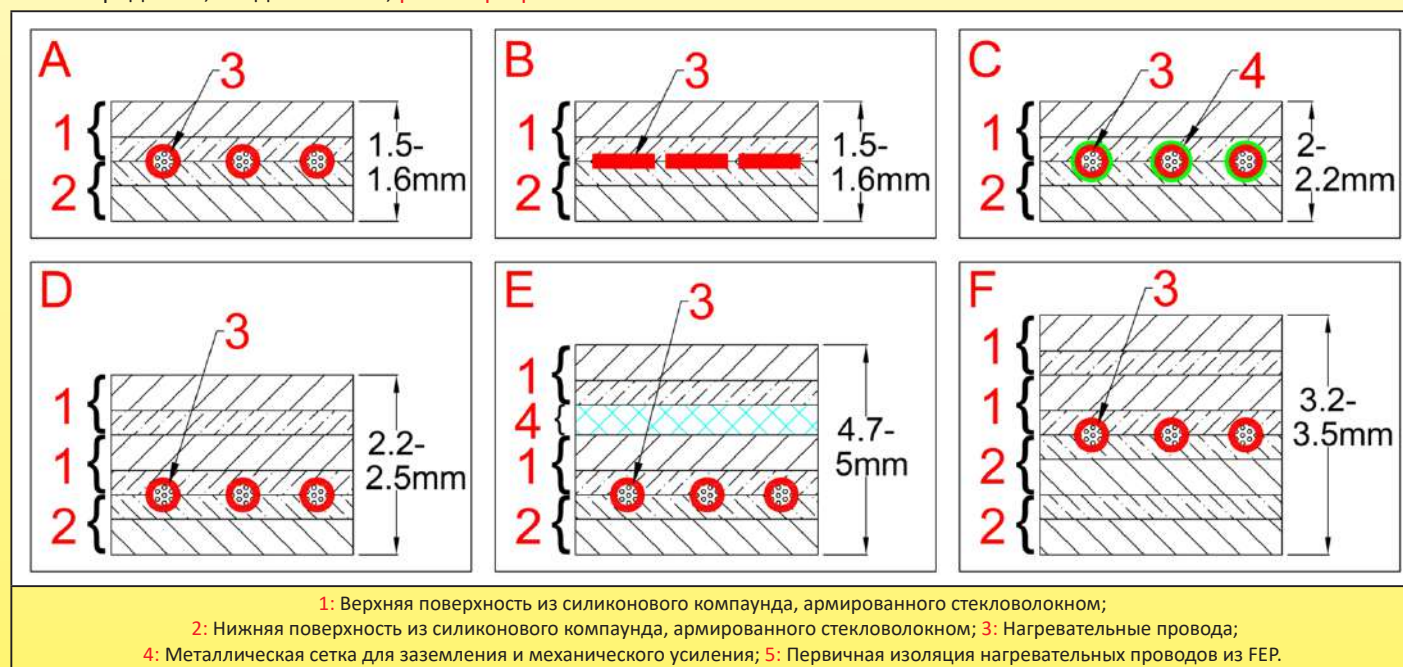 A
3
1
2
1.5-
1.6mm
B
3
1
2
1.5-
1.6mm
C
3
4
1
2
2-
2.2mm
D
3
1
1
2
2.2-
2.5mm
E
3
1
4
1
2
4.7-
5mm
F
3
1
1
2
2
3.2-
3.5mm
1: Верхняя поверхность из силиконового компаунда, армированного стекловолокном;
2: Нижняя поверхность из силиконового компаунда, армированного стекловолокном; 3: Нагревательные провода;
4: Металлическая сетка для заземления и механического усиления; 5: Первичная изоляция нагревательных проводов из FEP.